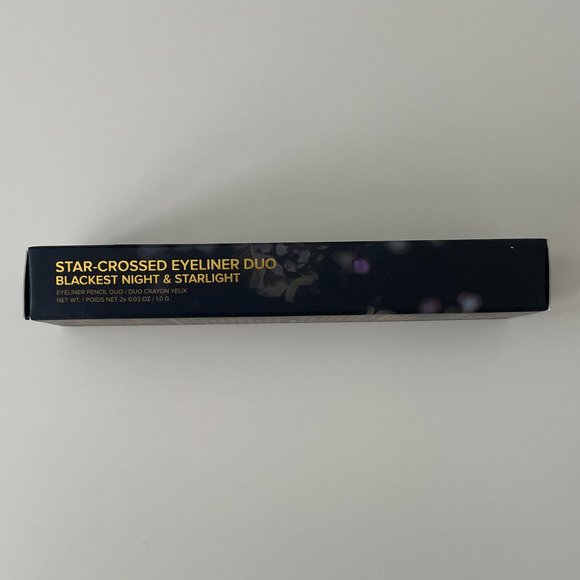 STAR-CROSSED EYELINER DUO
BLACKEST NIGHT & STARLIGHT
EYELINER PENCIL DUO / DUO CRAYON YEUX
NET WT. / POIDS NET 2x 0.03 OZ / 1.0 G